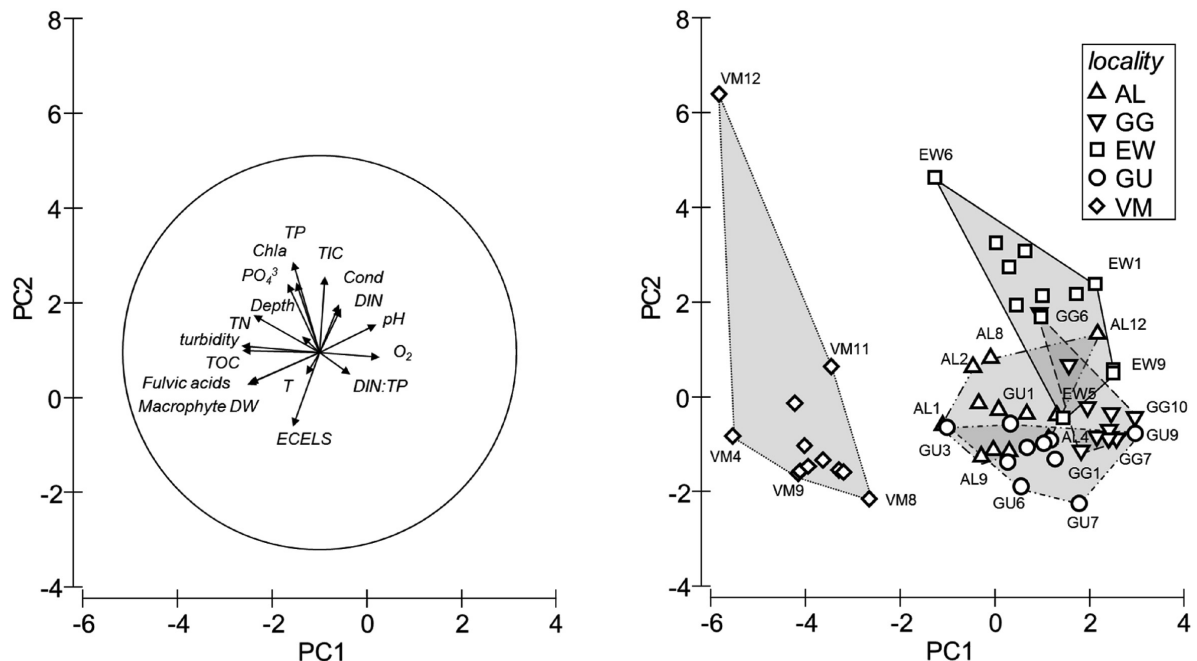 8
6
4
2
0
-2
-4
PC2
-6
-4
-2
0
2
4
PC1
TP
Chla
TIC
PO₄³
Cond
Depth
DIN
TN
pH
turbidity
TOC
O₂
Fulvic acids
T
DIN:TP
Macrophyte DW
ECELS
8
6
4
2
0
-2
-4
PC2
-6
-4
-2
0
2
4
PC1
locality
AL
GG
EW
GU
VM
VM12
EW6
EW1
GG6
AL12
AL8
VM11
AL2
EW9
GU1
EW5
AL1
GG10
VM4
GU3
AL4
GU9
AL9
GG1
GG7
VM9
VM8
GU6
GU7